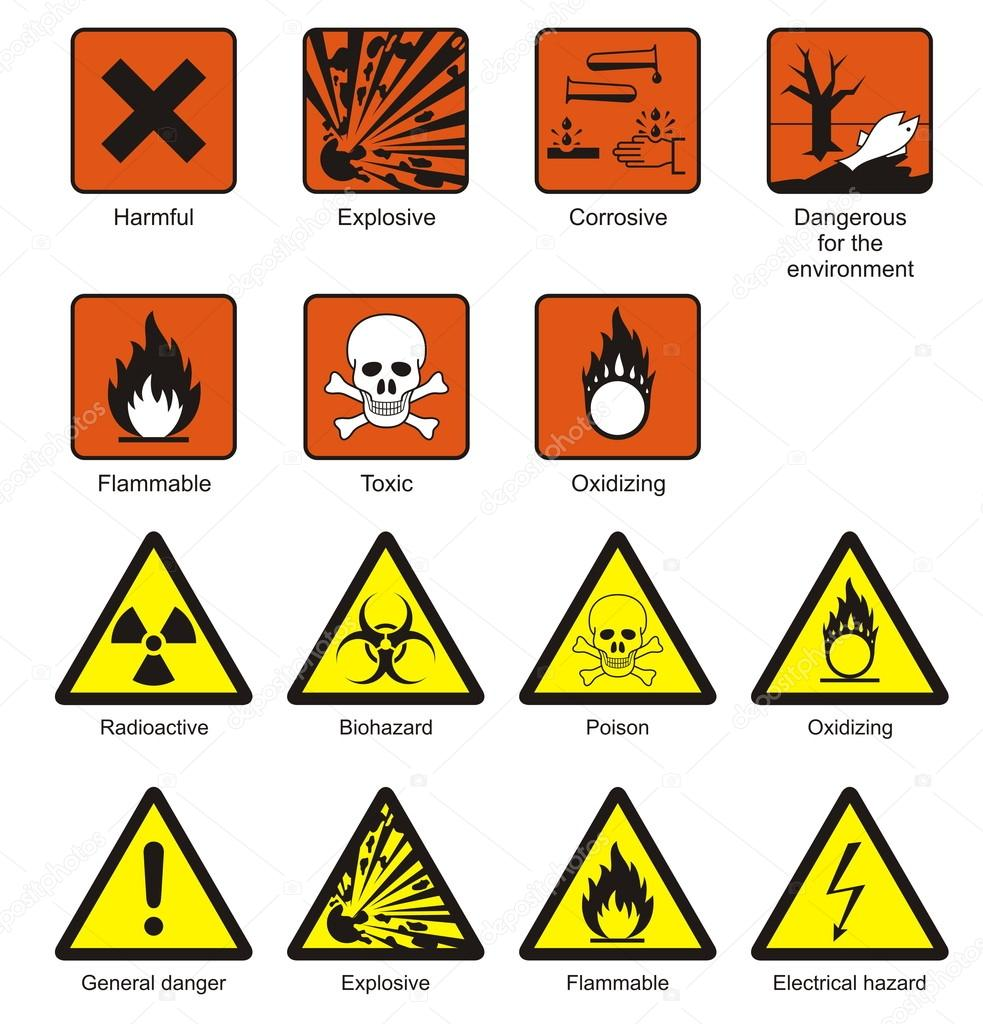 Harmful
Explosive
Corrosive
Dangerous
for the
environment
Flammable
Toxic
Oxidizing
Radioactive
Biohazard
Poison
Oxidizing
General danger
Explosive
Flammable
Electrical hazard
depositphotos